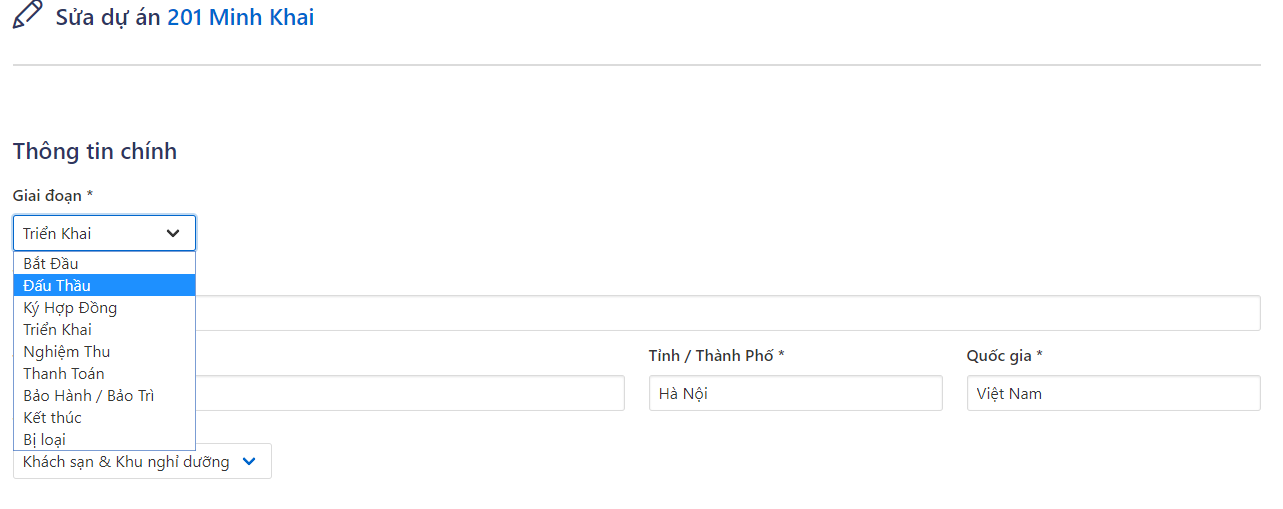 Sửa dự án 201 Minh Khai
Thông tin chính
Giai đoạn *
Triển Khai
Bắt Đầu
Đấu Thầu
Ký Hợp Đồng
Triển Khai
Nghiệm Thu
Thanh Toán
Bảo Hành / Bảo Trì
Kết thúc
Bị loại
Tỉnh / Thành Phố * Quốc gia *
Hà Nội Việt Nam
Khách sạn & Khu nghỉ dưỡng